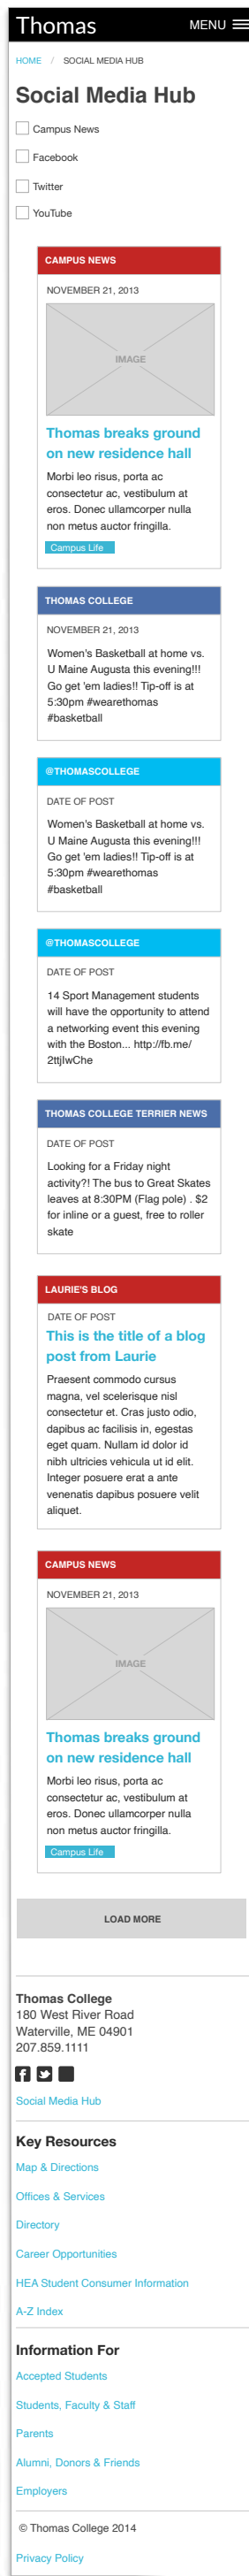 Thomas
MENU
HOME / SOCIAL MEDIA HUB
Social Media Hub
Campus News
Facebook
Twitter
YouTube
CAMPUS NEWS
NOVEMBER 21, 2013
IMAGE
Thomas breaks ground
on new residence hall
Morbi leo risus, porta ac
consectetur ac, vestibulum at
eros. Donec ullamcorper nulla
non metus auctor fringilla.
Campus Life
THOMAS COLLEGE
NOVEMBER 21, 2013
Women's Basketball at home vs.
U Maine Augusta this evening!!!
Go get 'em ladies!! Tip-off is at
5:30pm #wearethomas
#basketball
@THOMASCOLLEGE
DATE OF POST
Women's Basketball at home vs.
U Maine Augusta this evening!!!
Go get 'em ladies!! Tip-off is at
5:30pm #wearethomas
#basketball
@THOMASCOLLEGE
DATE OF POST
14 Sport Management students
will have the opportunity to attend
a networking event this evening
with the Boston... http://fb.me/
2ttjIwChe
THOMAS COLLEGE TERRIER NEWS
DATE OF POST
Looking for a Friday night
activity?! The bus to Great Skates
leaves at 8:30PM (Flag pole) . $2
for inline or a guest, free to roller
skate
LAURIE'S BLOG
DATE OF POST
This is the title of a blog
post from Laurie
Praesent commodo cursus
magna, vel scelerisque nisl
consectetur et. Cras justo odio,
dapibus ac facilisis in, egestas
eget quam. Nullam id dolor id
nibh ultricies vehicula ut id elit.
Integer posuere erat a ante
venenatis dapibus posuere velit
aliquet.
CAMPUS NEWS
NOVEMBER 21, 2013
IMAGE
Thomas breaks ground
on new residence hall
Morbi leo risus, porta ac
consectetur ac, vestibulum at
eros. Donec ullamcorper nulla
non metus auctor fringilla.
Campus Life
LOAD MORE
Thomas College
180 West River Road
Waterville, ME 04901
207.859.1111
Social Media Hub
Key Resources
Map & Directions
Offices & Services
Directory
Career Opportunities
HEA Student Consumer Information
A-Z Index
Information For
Accepted Students
Students, Faculty & Staff
Parents
Alumni, Donors & Friends
Employers
© Thomas College 2014
Privacy Policy